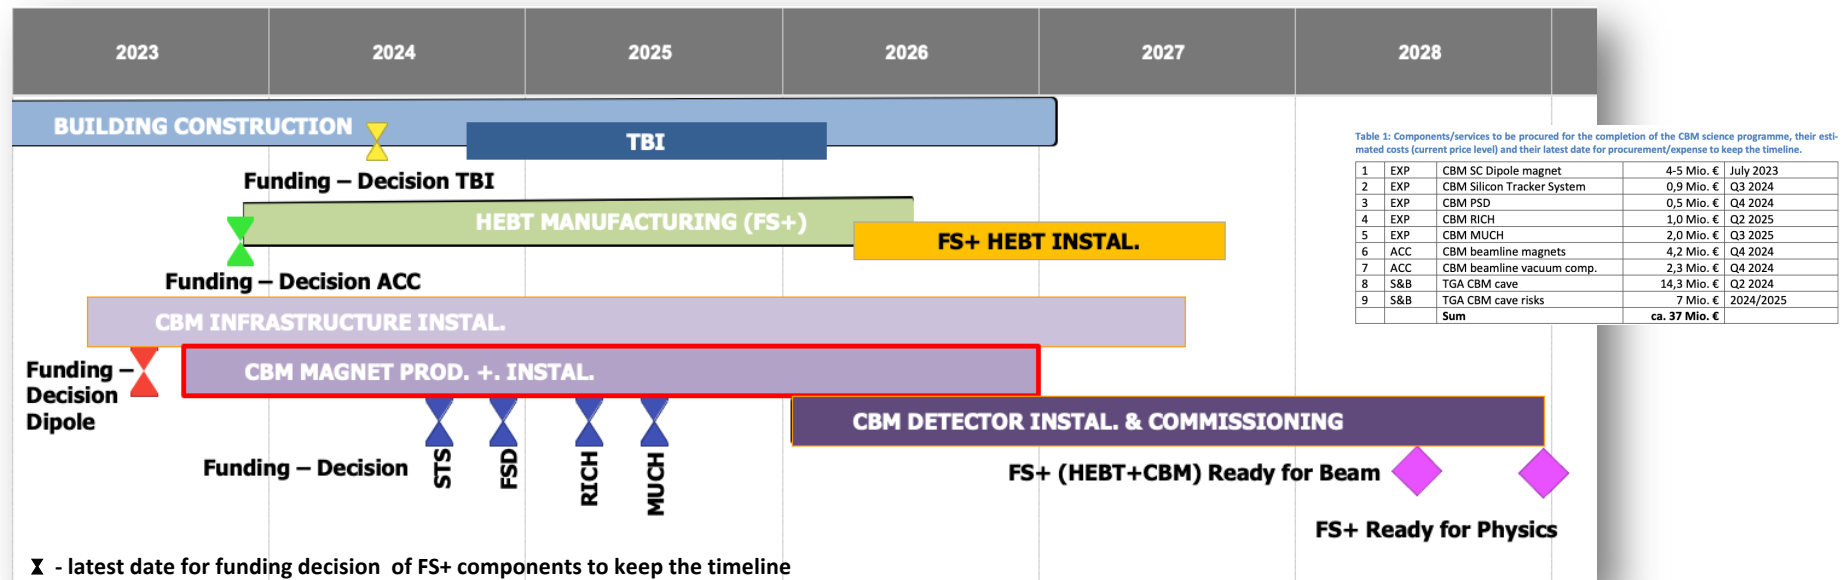 2023 2024 2025 2026 2027 2028
BUILDING CONSTRUCTION
TBI
Funding – Decision TBI
HEBT MANUFACTURING (FS+)
FS+ HEBT INSTAL.
Funding – Decision ACC
CBM INFRASTRUCTURE INSTAL.
Funding –
Decision
Dipole
CBM MAGNET PROD. +. INSTAL.
CBM DETECTOR INSTAL. & COMMISSIONING
Funding – Decision
STS
FSD
RICH
MUCH
FS+ (HEBT+CBM) Ready for Beam
FS+ Ready for Physics
- latest date for funding decision of FS+ components to keep the timeline
Table 1: Components/services to be procured for the completion of the CBM science programme, their esti-
mated costs (current price level) and their latest date for procurement/expense to keep the timeline.
1 EXP CBM SC Dipole magnet 4-5 Mio. € July 2023
2 EXP CBM Silicon Tracker System 0,9 Mio. € Q3 2024
3 EXP CBM PSD 0,5 Mio. € Q4 2024
4 EXP CBM RICH 1,0 Mio. € Q2 2025
5 EXP CBM MUCH 2,0 Mio. € Q3 2025
6 ACC CBM beamline magnets 4,2 Mio. € Q4 2024
7 ACC CBM beamline vacuum comp. 2,3 Mio. € Q4 2024
8 S&B TGA CBM cave 14,3 Mio. € Q2 2024
9 S&B TGA CBM cave risks 7 Mio. € 2024/2025
Sum ca. 37 Mio. €